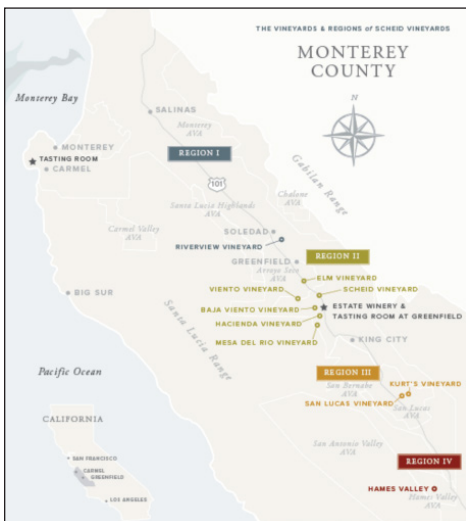 THE VINEYARDS & REGIONS of SCHEID VINEYARDS
MONTEREY
COUNTY
N
Monterey Bay
SALINAS
Monterey
AVA
MONTEREY
TASTING ROOM
CARMEL
REGION I
101
Gabilan Range
Chalone
AVA
Santa Lucia Highlands
AVA
Carmel Valley
AVA
SOLEDAD
RIVERVIEW VINEYARD
REGION II
GREENFIELD
Arroyo Seco
AVA
ELM VINEYARD
VIENTO VINEYARD
SCHEID VINEYARD
BIG SUR
BAJA VIENTO VINEYARD
ESTATE WINERY &
TASTING ROOM AT GREENFIELD
HACIENDA VINEYARD
MESA DEL RIO VINEYARD
Santa Lucia Range
KING CITY
Pacific Ocean
REGION III
San Bernabe
AVA
KURT'S VINEYARD
SAN LUCAS VINEYARD
San Lucas
AVA
CALIFORNIA
San Antonio Valley
AVA
SAN FRANCISCO
CARMEL
GREENFIELD
LOS ANGELES
REGION IV
HAMES VALLEY
Hames Valley
AVA